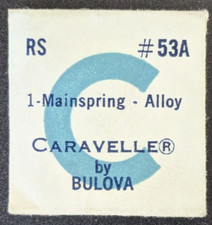 RS #53A
1-Mainspring - Alloy
CARAVELLE®
by
BULOVA